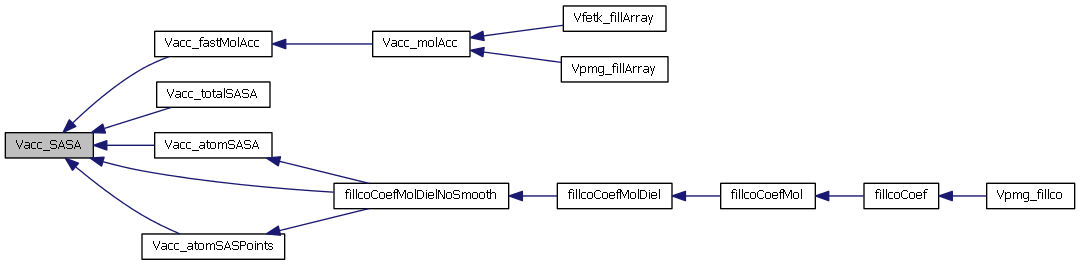 Vfetk_fillArray
Vacc_fastMolAcc
Vacc_molAcc
Vpmg_fillArray
Vacc_totalSASA
Vacc_SASA
Vacc_atomSASA
fillcoCoefMolDielNoSmooth
fillcoCoefMolDiel
fillcoCoefMol
fillcoCoef
Vpmg_fillco
Vacc_atomSASPoints